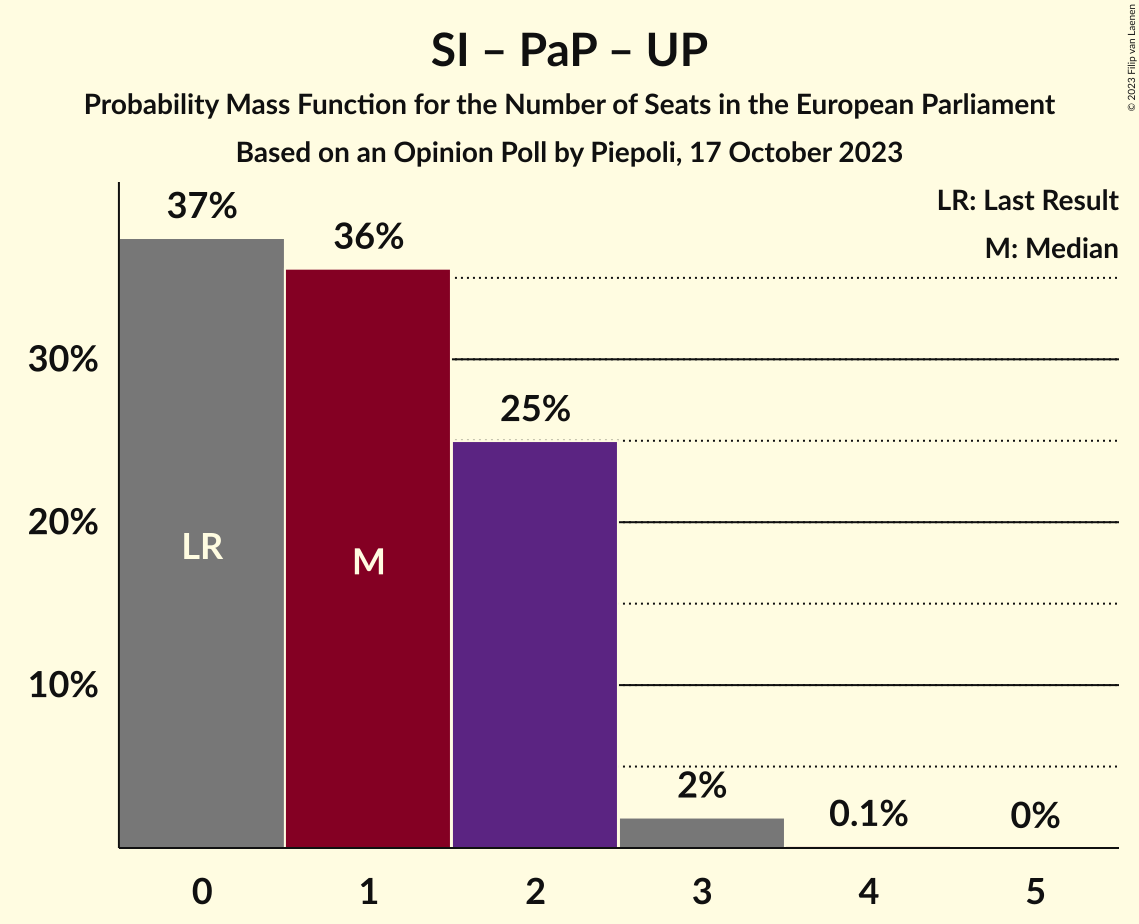 SI – PaP – UP
Probability Mass Function for the Number of Seats in the European Parliament
Based on an Opinion Poll by Piepoli, 17 October 2023
© 2023 Filip van Laenen
LR: Last Result
M: Median
37%
36%
30%
25%
20%
LR
M
10%
2%
0.1%
0%
0
1
2
3
4
5